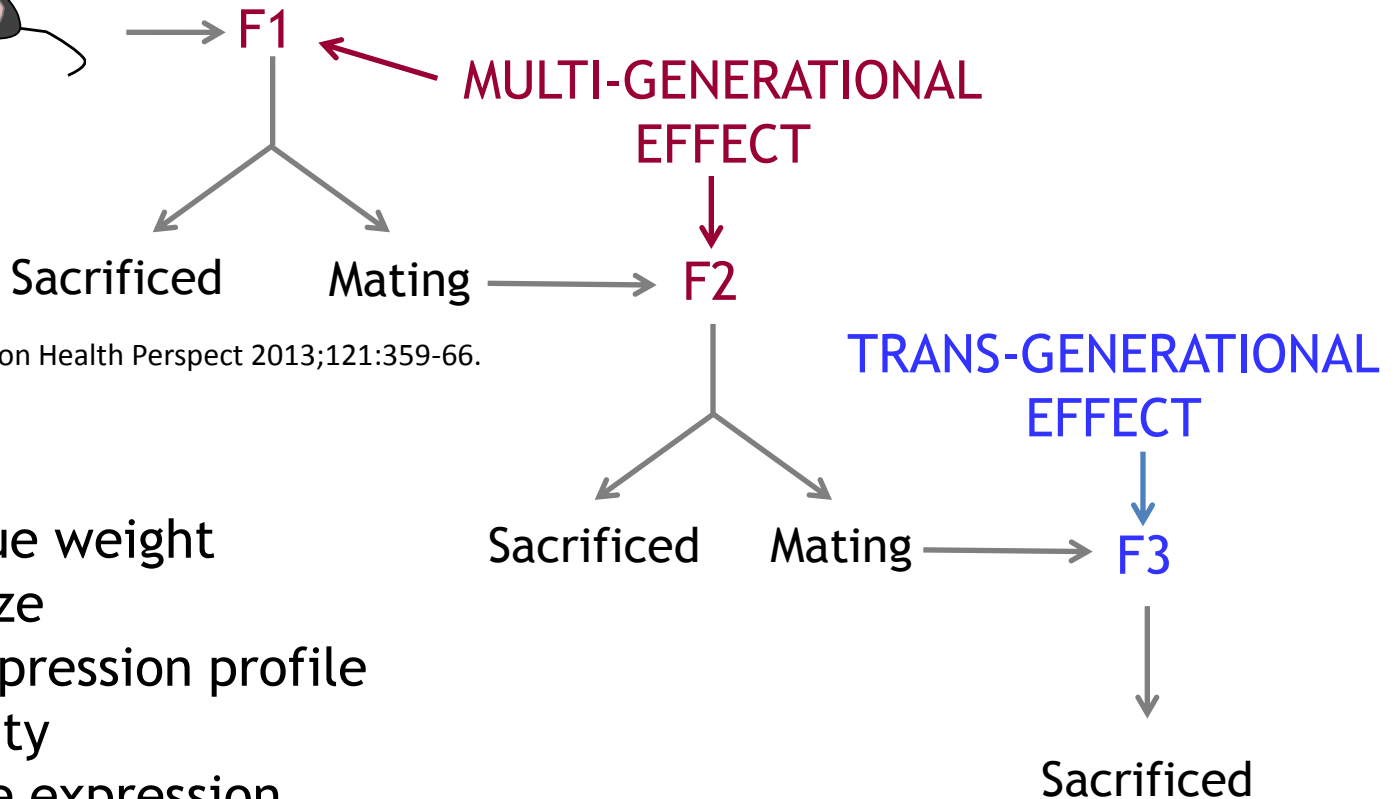 F1
MULTI-GENERATIONAL
EFFECT
Sacrificed
Mating
F2
on Health Perspect 2013;121:359-66.
TRANS-GENERATIONAL
EFFECT
ue weight
Sacrificed
Mating
F3
ze
pression profile
ty
e expression
Sacrificed